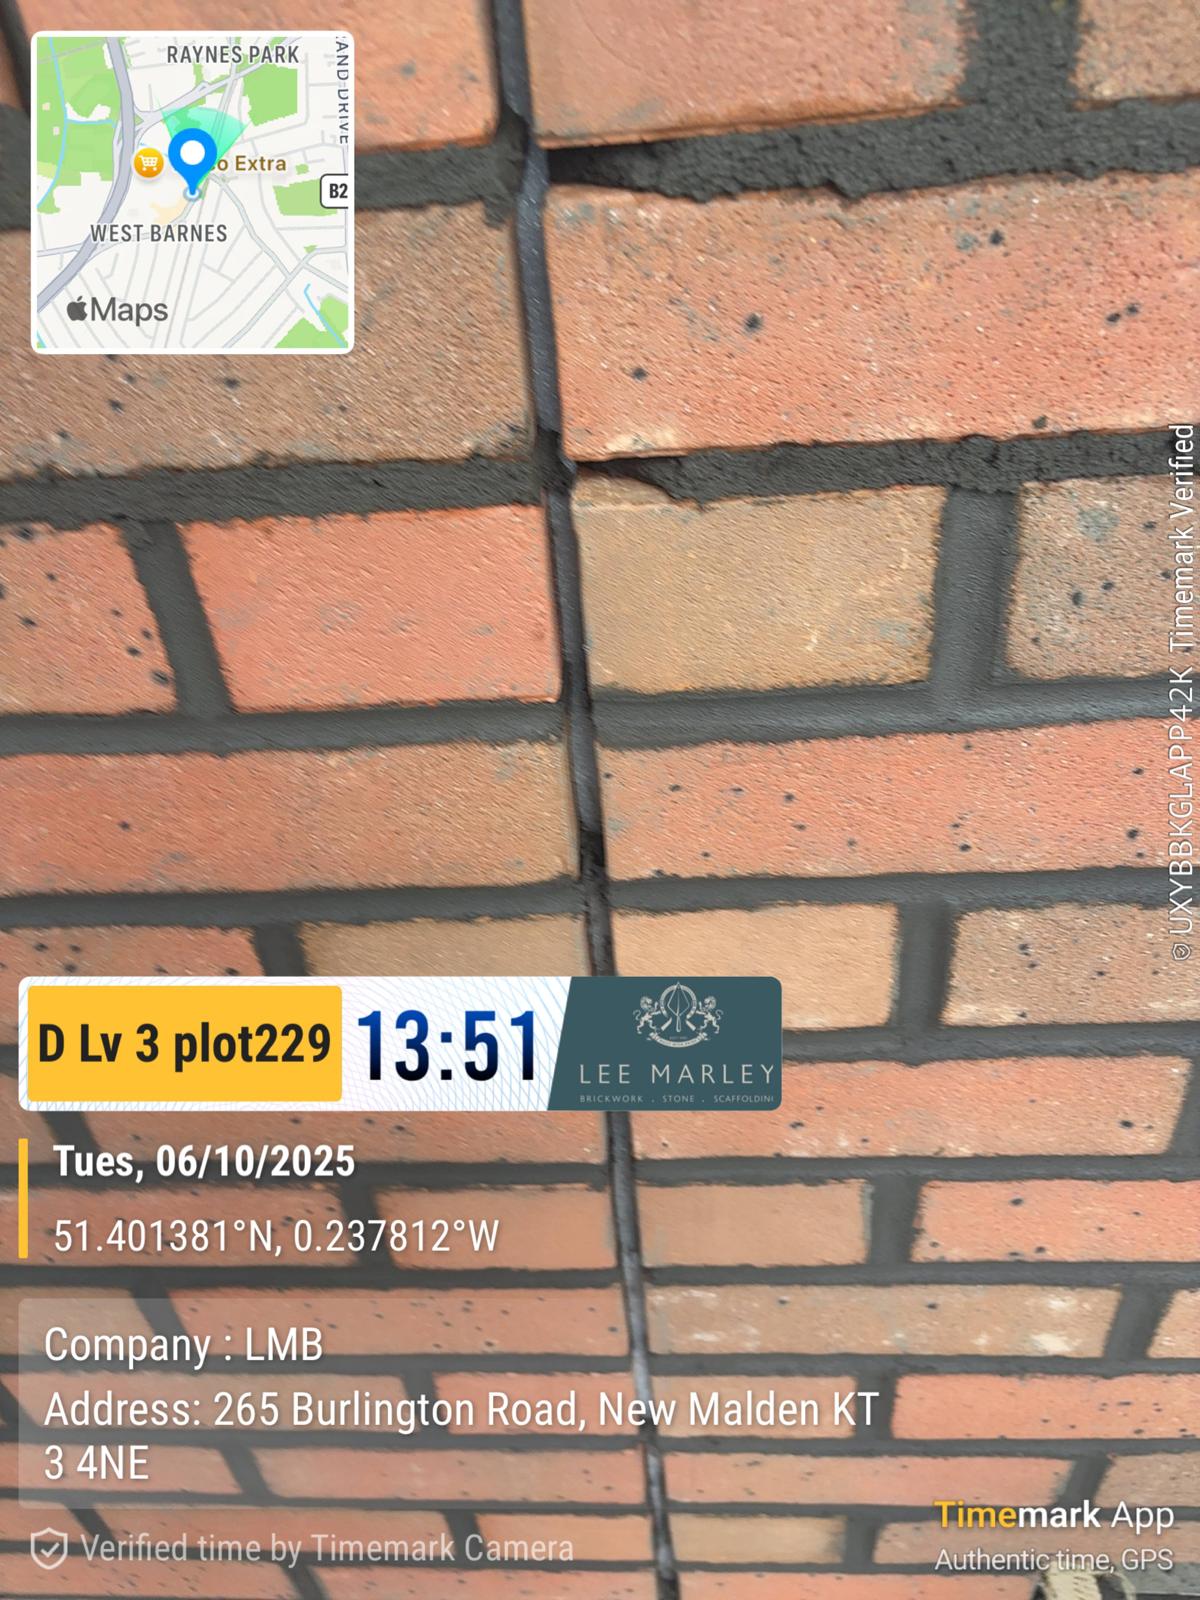 RAYNES PARK
AND DRIVE
o Extra
B2
WEST BARNES
Maps
D Lv 3 plot229
13:51
LEE MARLEY
BRICKWORK . STONE . SCAFFOLDIN
Tues, 06/10/2025
51.401381°N, 0.237812°W
Company : LMB
Address: 265 Burlington Road, New Malden KT
3 4NE
Verified time by Timemark Camera
Timemark App
Authentic time, GPS
UXYBBKGLAPP42K Timemark Verified